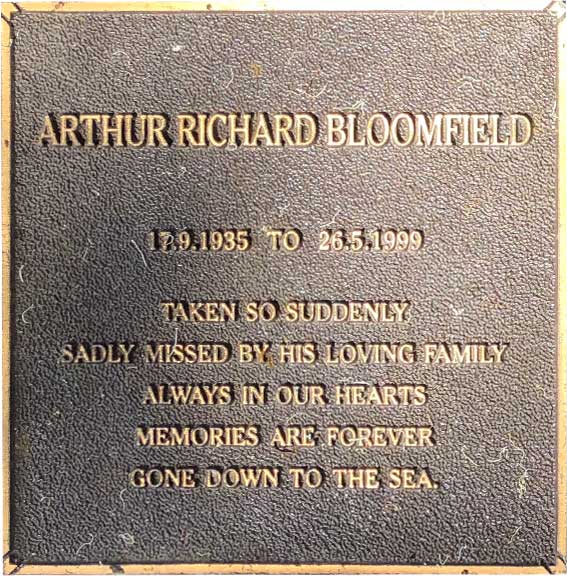 ARTHUR RICHARD BLOOMFIELD
17.9.1935 TO 26.5.1999
TAKEN SO SUDDENLY
SADLY MISSED BY HIS LOVING FAMILY
ALWAYS IN OUR HEARTS
MEMORIES ARE FOREVER
GONE DOWN TO THE SEA.